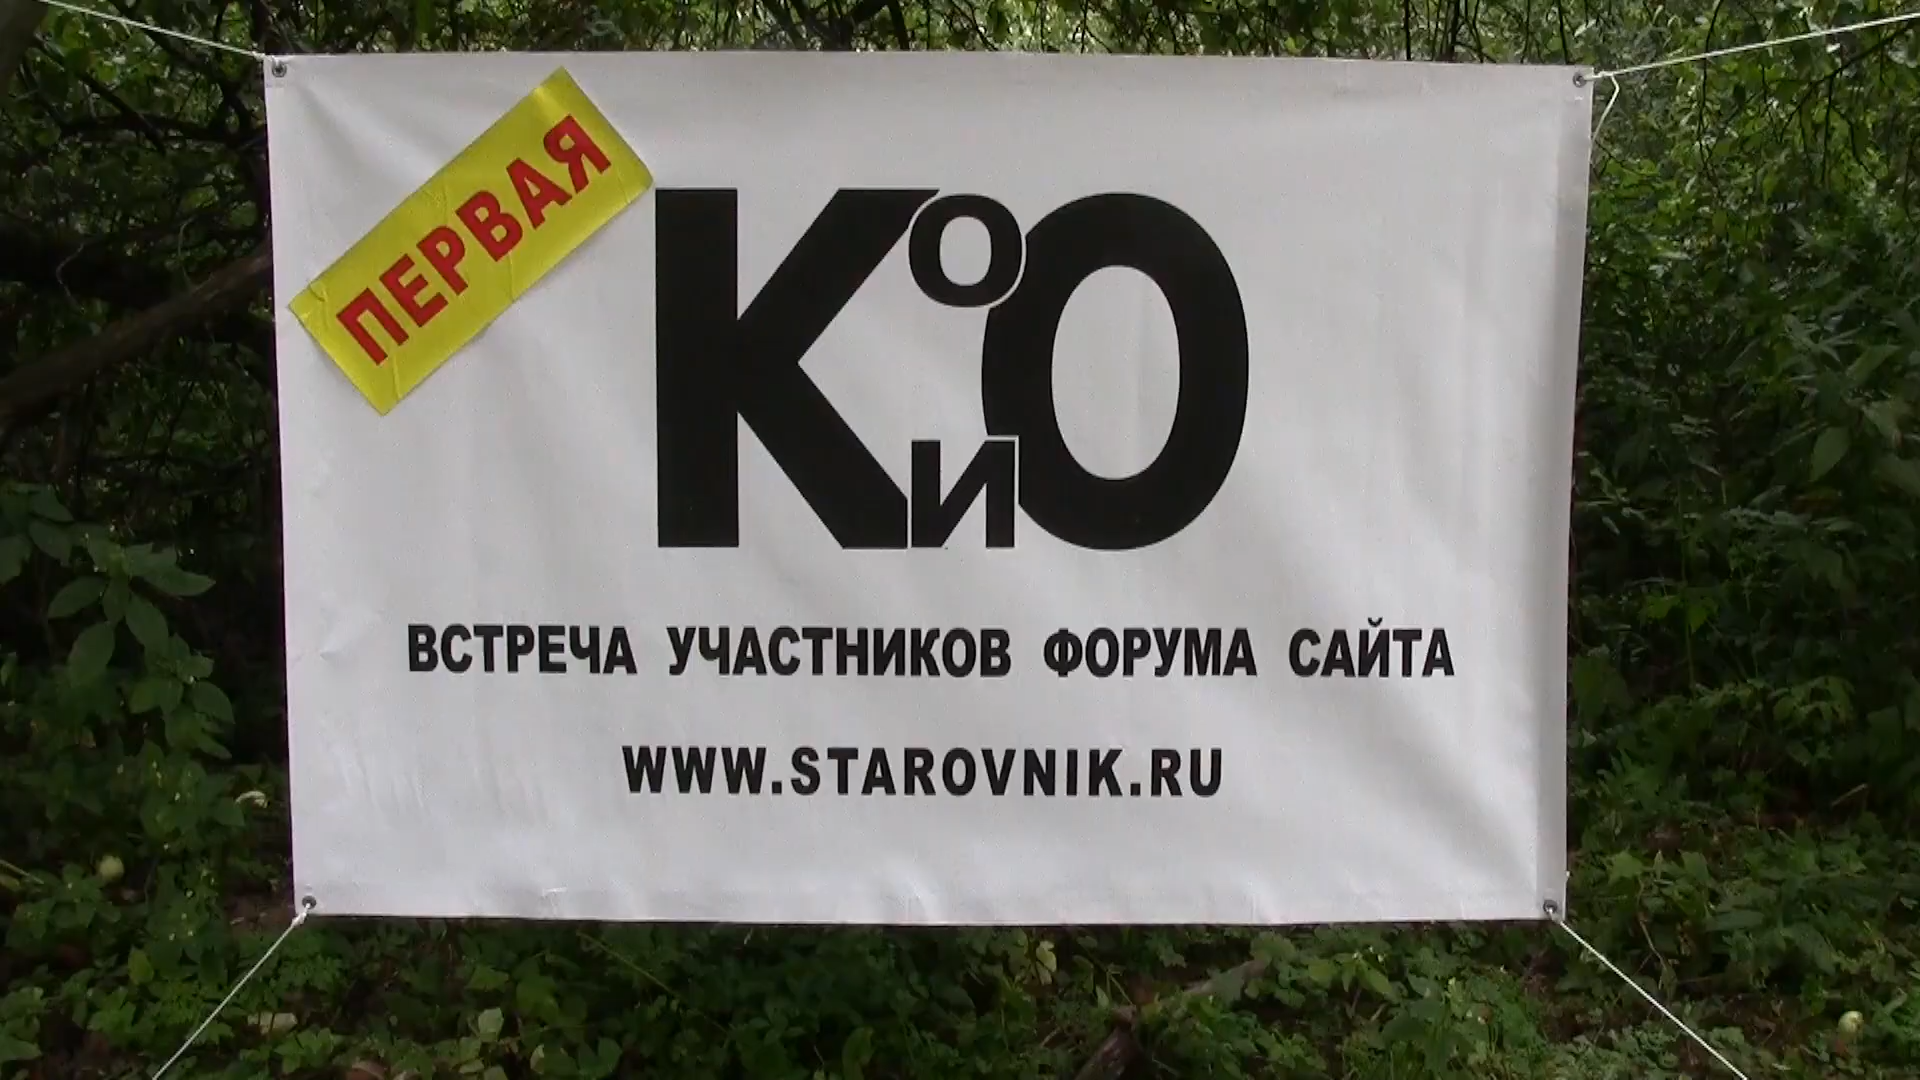 ПЕРВАЯ
КоиО
ВСТРЕЧА УЧАСТНИКОВ ФОРУМА САЙТА
WWW.STAROVNIK.RU